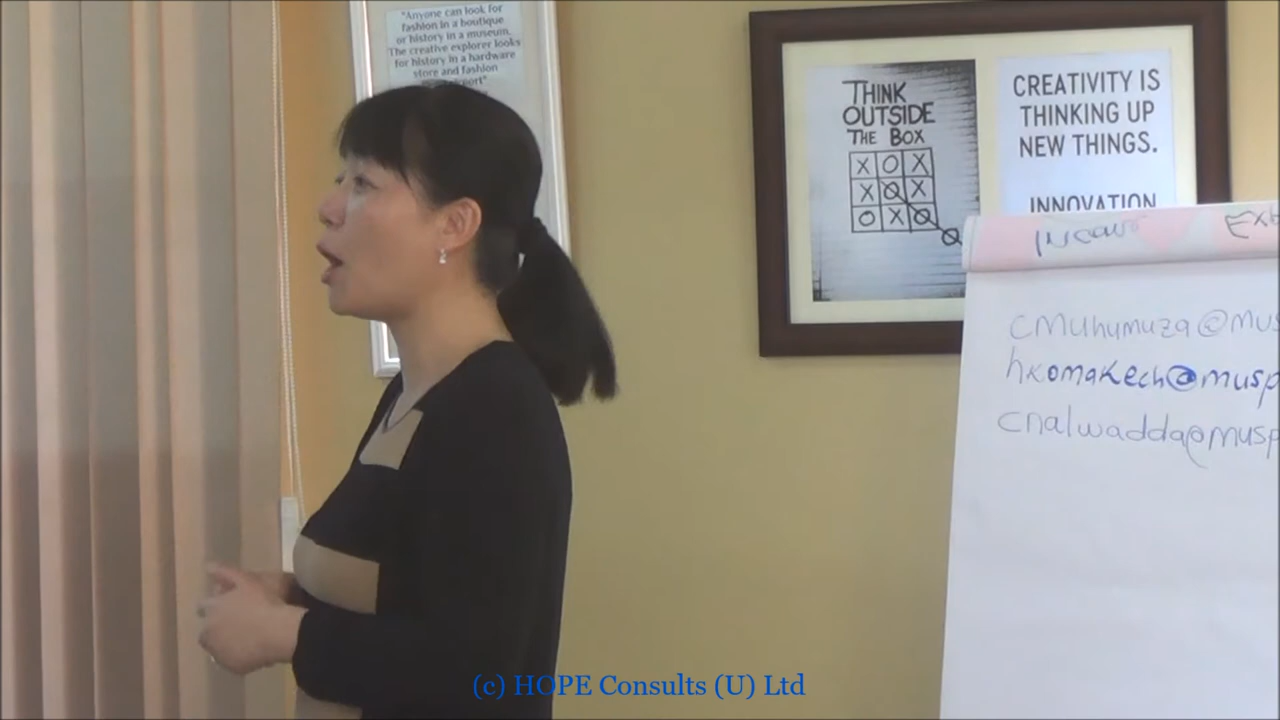 "Anyone can look for
fashion in a boutique
or history in a museum.
The creative explorer looks
for history in a hardware
store and fashion
THINK
OUTSIDE
THE BOX
X O X
X O X
O X O
O
CREATIVITY IS
THINKING UP
NEW THINGS.
INNOVATION
cmuhumuza@mus
hkomakech@musp
cnalwadda@musp
(c) HOPE Consults (U) Ltd